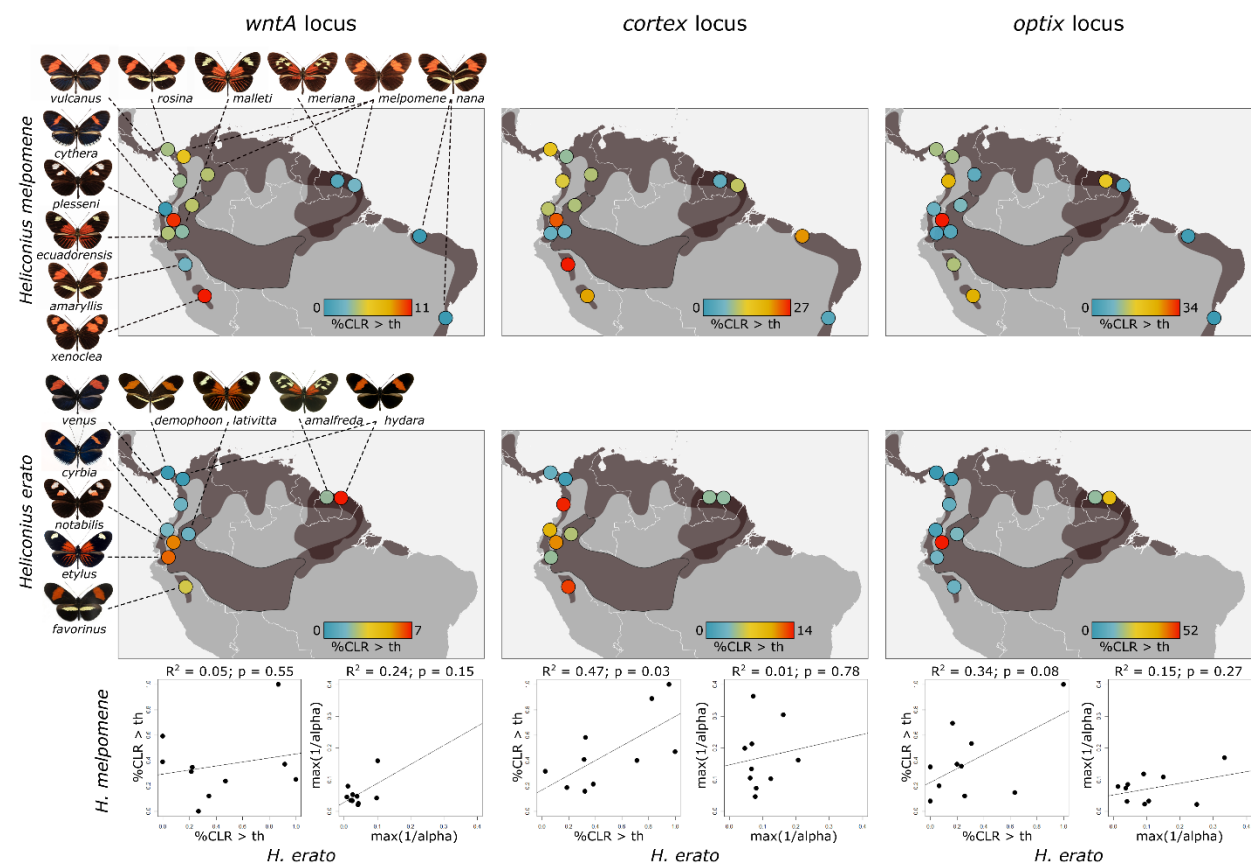 wntA locus
cortex locus
optix locus
vulcanus
rosina
malleti
meriana
melpomene
nana
Heliconius melpomene
cythera
plesseni
ecuadorensis
amaryllis
xenoclea
0
11
%CLR > th
0
27
%CLR > th
0
34
%CLR > th
venus
demophoon
lativitta
amalfreda
hydara
Heliconius erato
cyrbia
notabilis
etylus
favorinus
0
7
%CLR > th
0
14
%CLR > th
0
52
%CLR > th
R² = 0.05; p = 0.55
R² = 0.24; p = 0.15
R² = 0.47; p = 0.03
R² = 0.01; p = 0.78
R² = 0.34; p = 0.08
R² = 0.15; p = 0.27
H. melpomene
%CLR > th
max(1/alpha)
%CLR > th
max(1/alpha)
%CLR > th
max(1/alpha)
%CLR > th
max(1/alpha)
%CLR > th
max(1/alpha)
%CLR > th
max(1/alpha)
H. erato
H. erato
H. erato